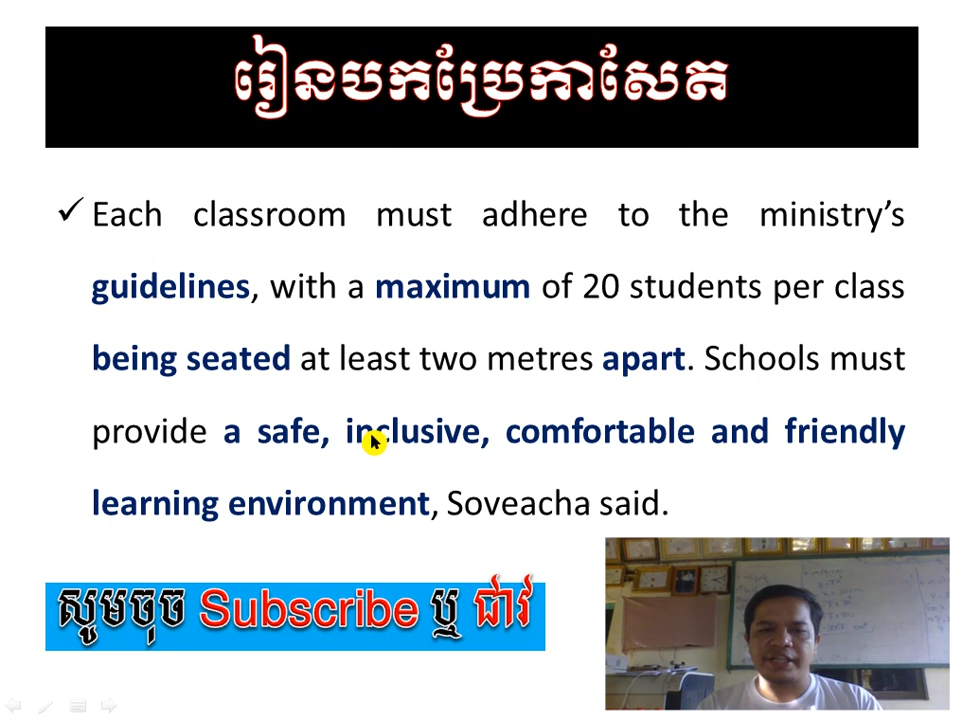 រៀនបកប្រែកាសែត
✓ Each classroom must adhere to the ministry’s
guidelines, with a maximum of 20 students per class
being seated at least two metres apart. Schools must
provide a safe, inclusive, comfortable and friendly
learning environment, Soveacha said.
សូមចុច Subscribe ឬ ជាវ